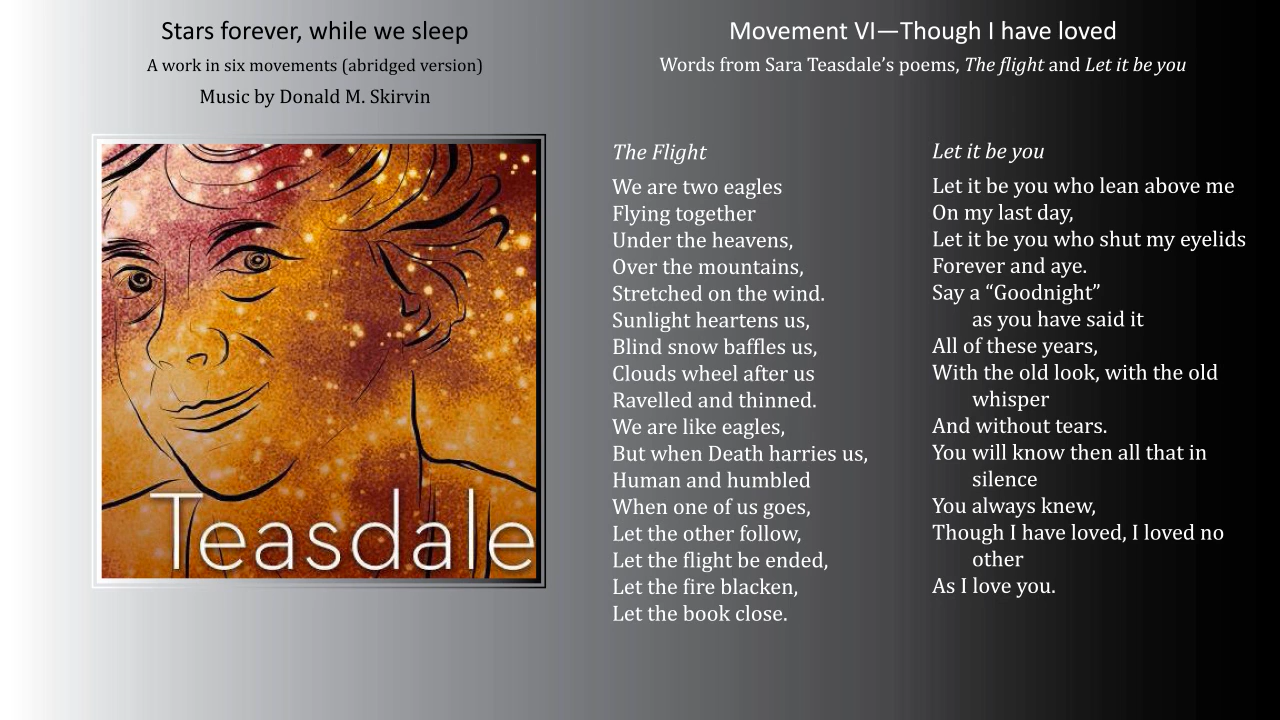 Stars forever, while we sleep
A work in six movements (abridged version)
Music by Donald M. Skirvin
Teasdale
Movement VI—Though I have loved
Words from Sara Teasdale’s poems, The flight and Let it be you
The Flight
We are two eagles
Flying together
Under the heavens,
Over the mountains,
Stretched on the wind.
Sunlight heartens us,
Blind snow baffles us,
Clouds wheel after us
Ravelled and thinned.
We are like eagles,
But when Death harries us,
Human and humbled
When one of us goes,
Let the other follow,
Let the flight be ended,
Let the fire blacken,
Let the book close.
Let it be you
Let it be you who lean above me
On my last day,
Let it be you who shut my eyelids
Forever and aye.
Say a “Goodnight”
as you have said it
All of these years,
With the old look, with the old
whisper
And without tears.
You will know then all that in
silence
You always knew,
Though I have loved, I loved no
other
As I love you.